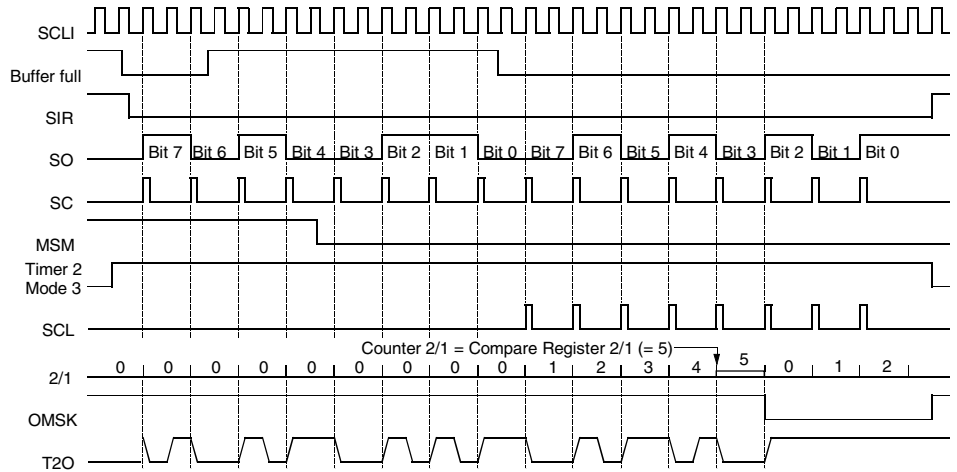 SCLI
Buffer full
SIR
SO Bit 7 Bit 6 Bit 5 Bit 4 Bit 3 Bit 2 Bit 1 Bit 0 Bit 7 Bit 6 Bit 5 Bit 4 Bit 3 Bit 2 Bit 1 Bit 0
SC
MSM
Timer 2
Mode 3
SCL
Counter 2/1 = Compare Register 2/1 (= 5)
2/1 0 0 0 0 0 0 0 0 0 1 2 3 4 5 0 1 2
OMSK
T2O